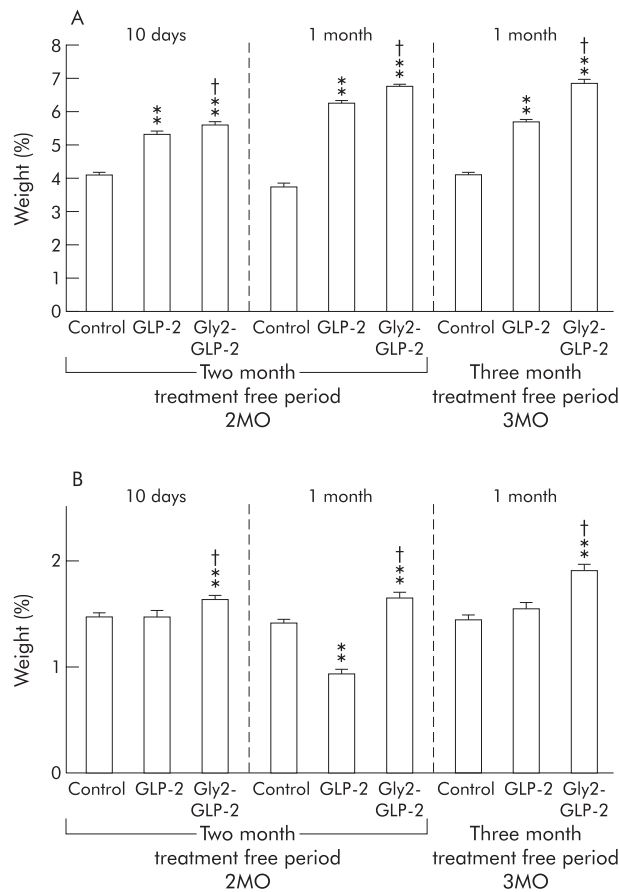 A
10 days 1 month 1 month
8
7
6
5
4
3
2
1
0
Weight (%)
** †** ** †** ** †**
Control GLP-2 Gly2- Control GLP-2 Gly2- Control GLP-2 Gly2-
GLP-2 GLP-2 GLP-2
Two month Three month
treatment free period treatment free period
2MO 3MO
B
10 days 1 month 1 month
2
1
0
Weight (%)
†** ** †** †**
Control GLP-2 Gly2- Control GLP-2 Gly2- Control GLP-2 Gly2-
GLP-2 GLP-2 GLP-2
Two month Three month
treatment free period treatment free period
2MO 3MO